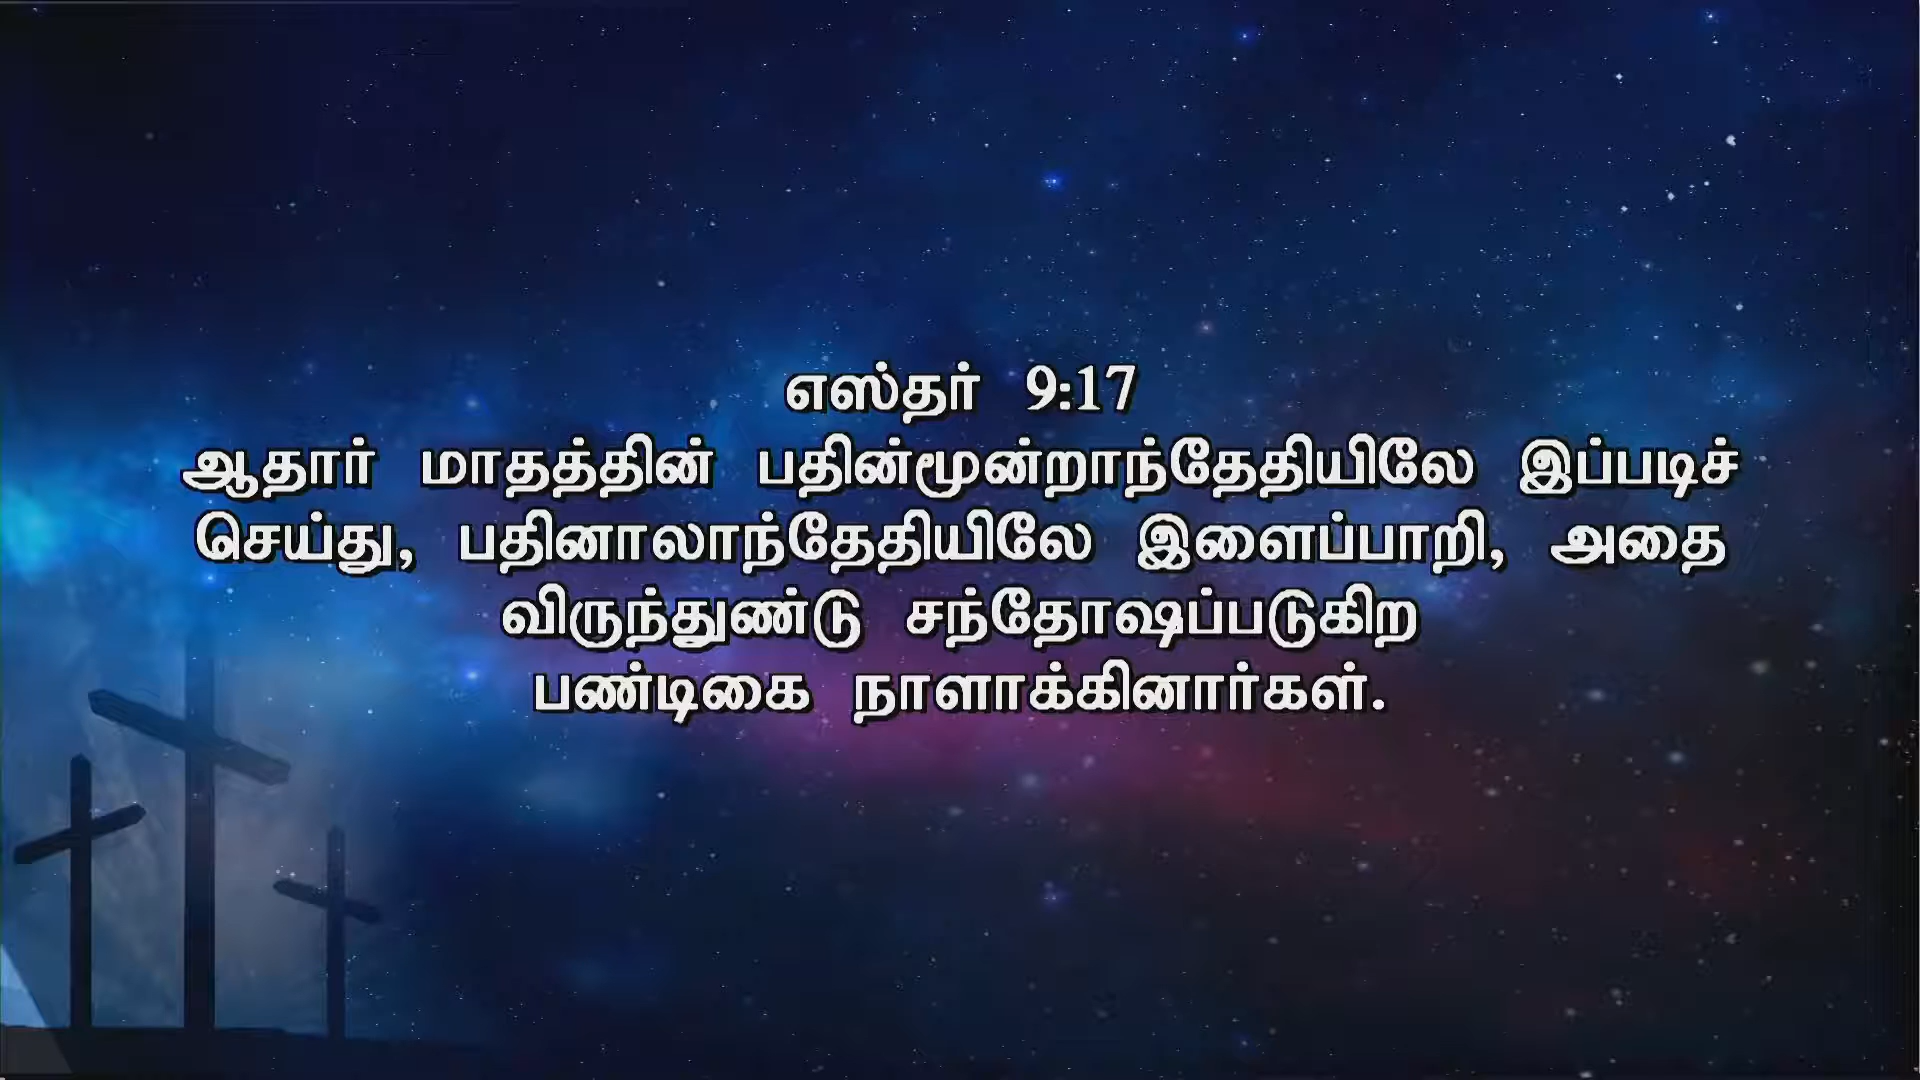 எஸ்தர் 9:17
ஆதார் மாதத்தின் பதின்மூன்றாந்தேதியிலே இப்படிச்
செய்து, பதினாலாந்தேதியிலே இளைப்பாறி, அதை
விருந்துண்டு சந்தோஷப்படுகிற
பண்டிகை நாளாக்கினார்கள்.